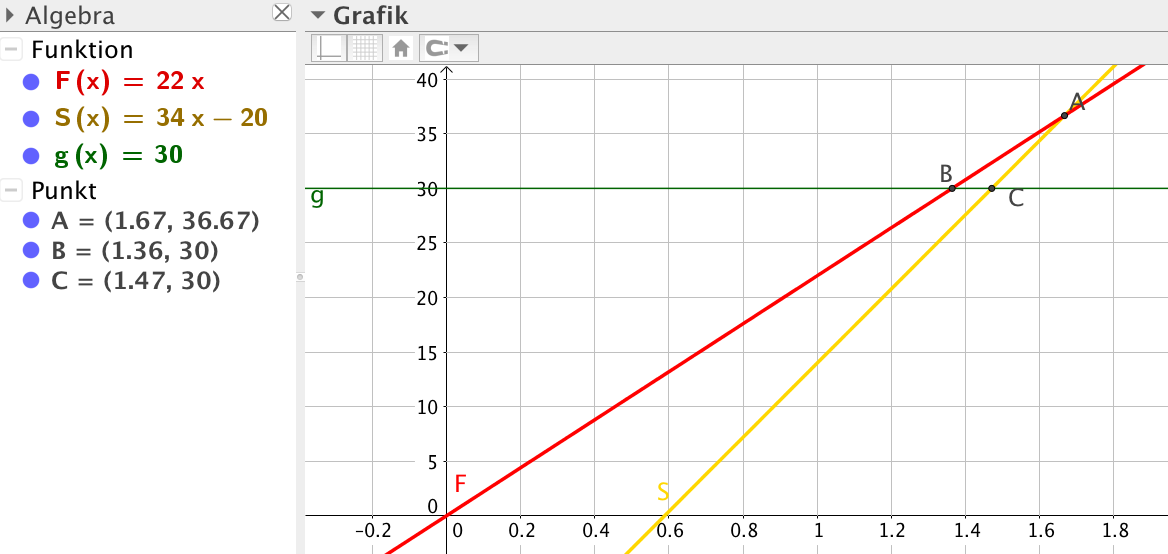 Algebra
Funktion
F (x) = 22 x
S (x) = 34 x – 20
g (x) = 30
Punkt
A = (1.67, 36.67)
B = (1.36, 30)
C = (1.47, 30)
Grafik
40
A
35
B
30
g
C
25
20
15
10
5
F
S
0
-0.2
0
0.2
0.4
0.6
0.8
1
1.2
1.4
1.6
1.8